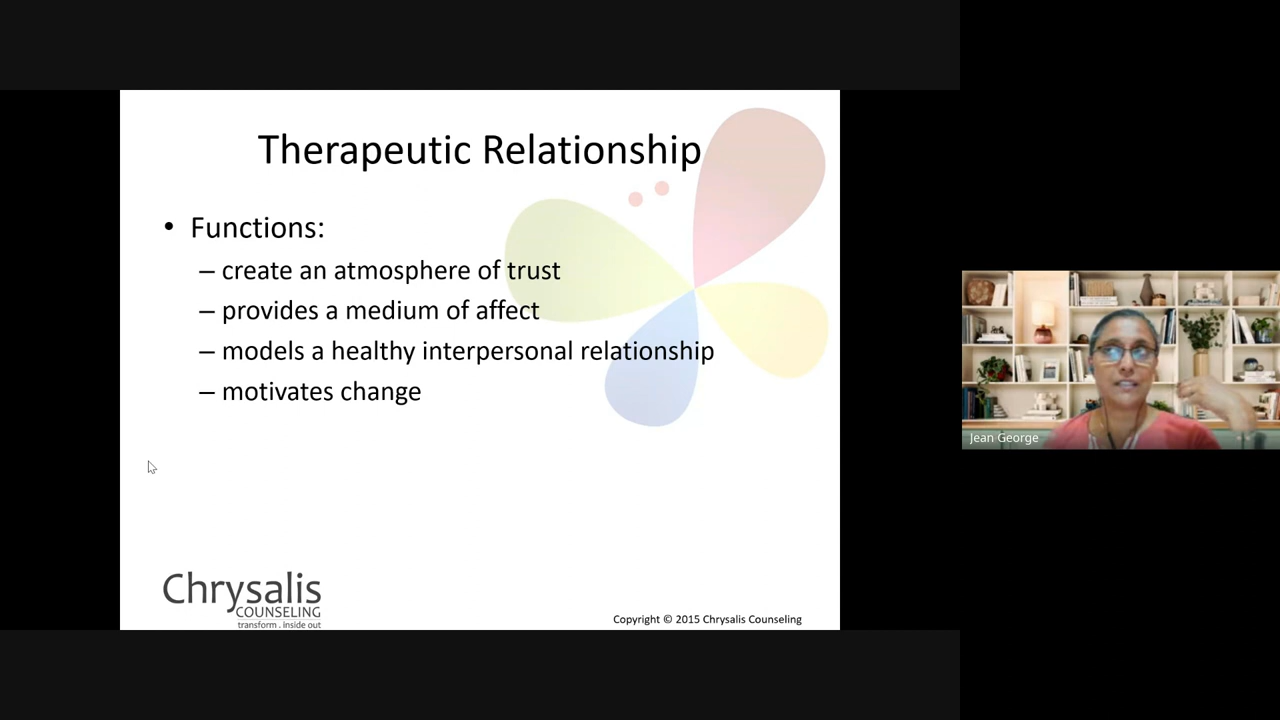 Therapeutic Relationship
• Functions:
– create an atmosphere of trust
– provides a medium of affect
– models a healthy interpersonal relationship
– motivates change
Chrysalis
COUNSELING
transform . inside out
Copyright © 2015 Chrysalis Counseling
Jean George